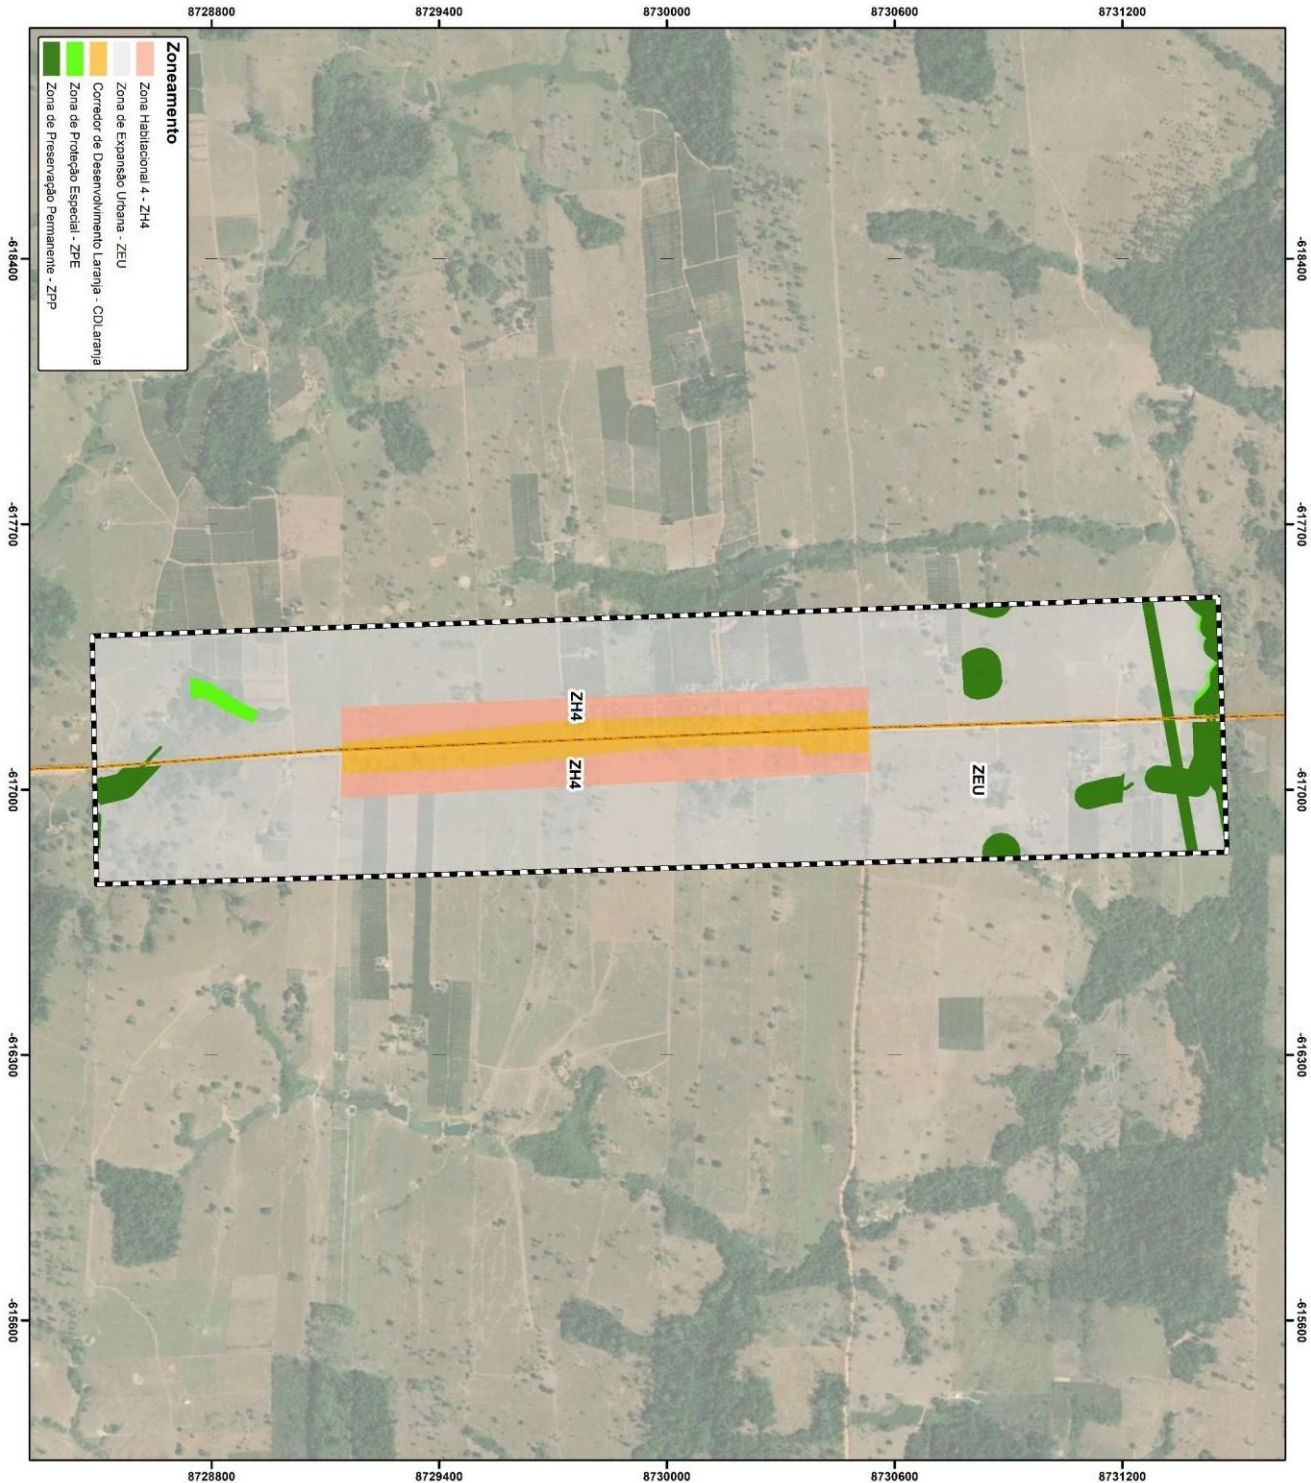 8728800
8729400
8730000
8730600
8731200
Zoneamento
Zona Habitacional 4 - ZH4
Zona de Expansão Urbana - ZEU
Corredor de Desenvolvimento Laranja - CDLaranja
Zona de Proteção Especial - ZPE
Zona de Preservação Permanente - ZPP
-618400
-618400
-617700
-617700
ZH4
ZH4
ZEU
-617000
-617000
-616300
-616300
-615600
-615600
8728800
8729400
8730000
8730600
8731200